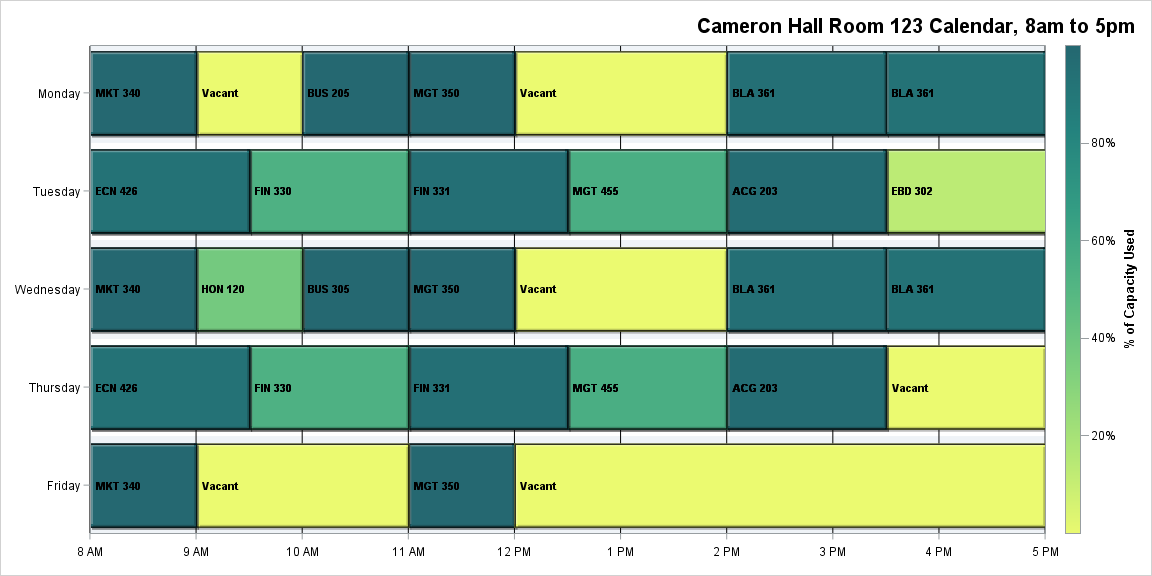 Cameron Hall Room 123 Calendar, 8am to 5pm
Monday MKT 340 Vacant BUS 205 MGT 350 Vacant BLA 361 BLA 361
80%
Tuesday ECN 426 FIN 330 FIN 331 MGT 455 ACG 203 EBD 302
60%
Wednesday MKT 340 HON 120 BUS 305 MGT 350 Vacant BLA 361 BLA 361
% of Capacity Used
40%
Thursday ECN 426 FIN 330 FIN 331 MGT 455 ACG 203 Vacant
20%
Friday MKT 340 Vacant MGT 350 Vacant
8 AM 9 AM 10 AM 11 AM 12 PM 1 PM 2 PM 3 PM 4 PM 5 PM